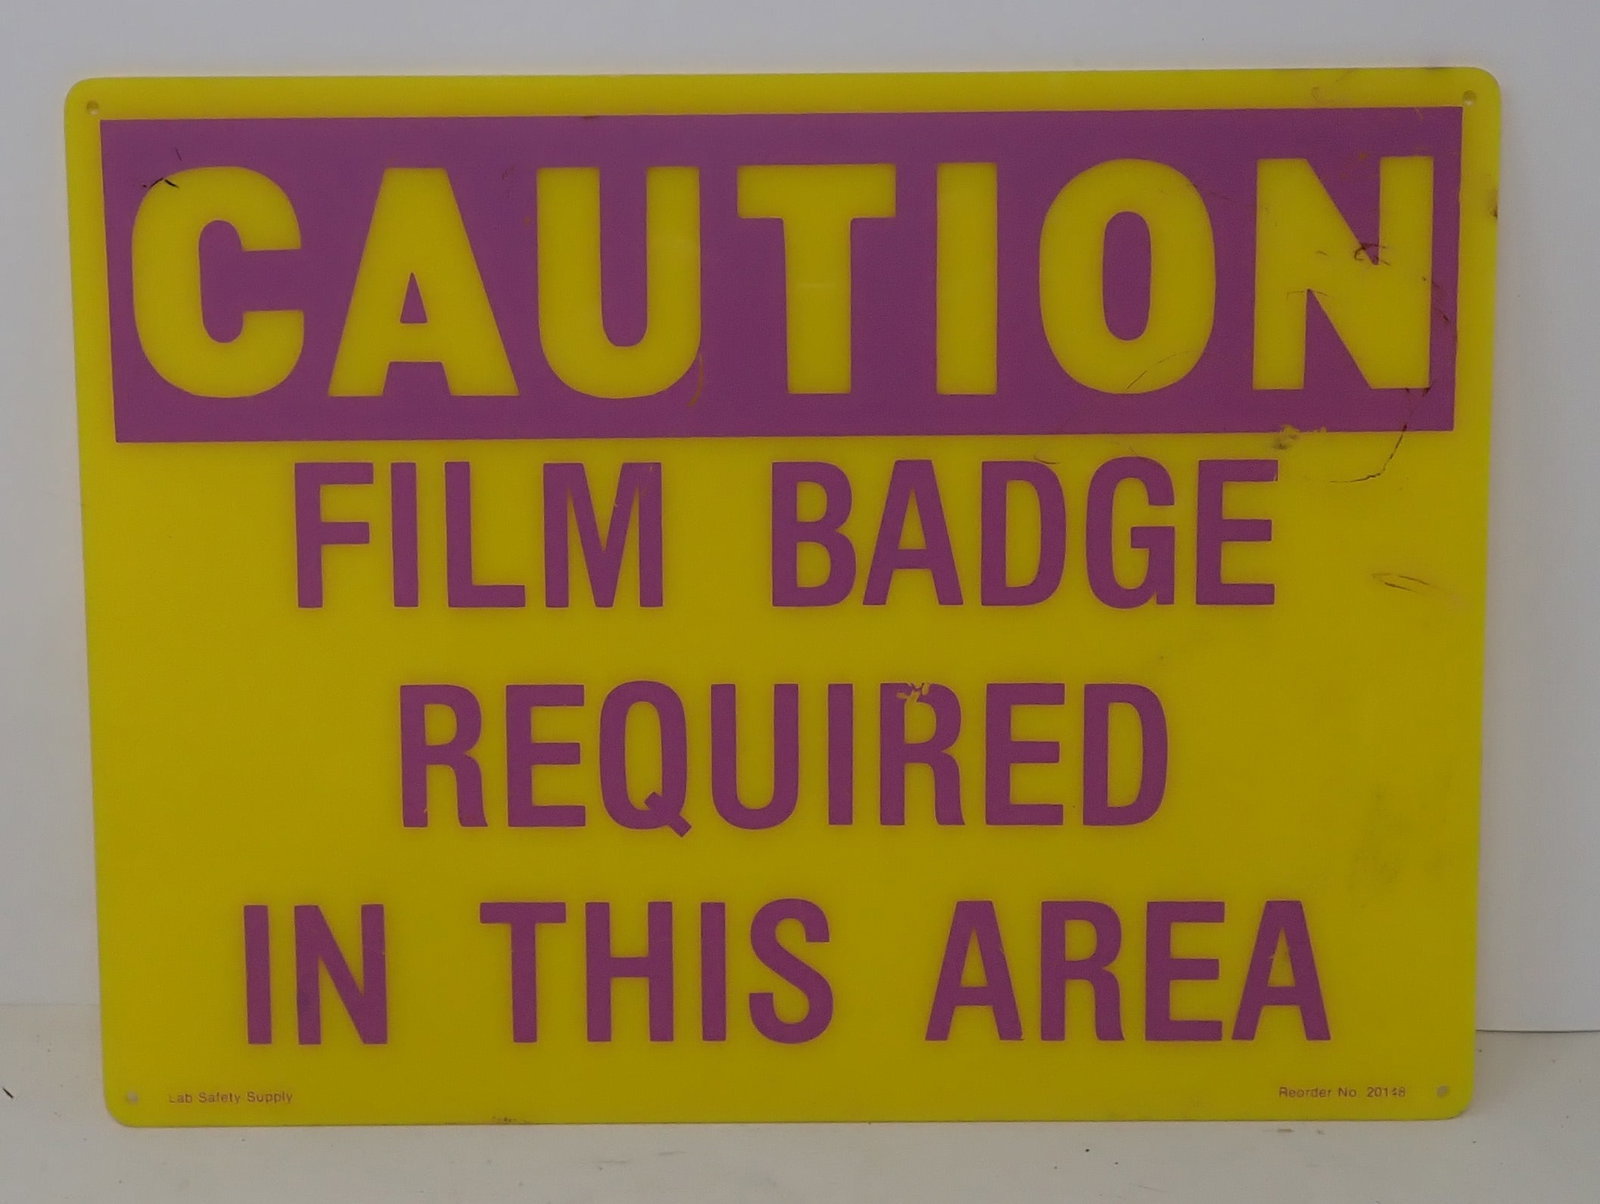 CAUTION
FILM BADGE
REQUIRED
IN THIS AREA
Lab Safety Supply
Reorder No. 20148